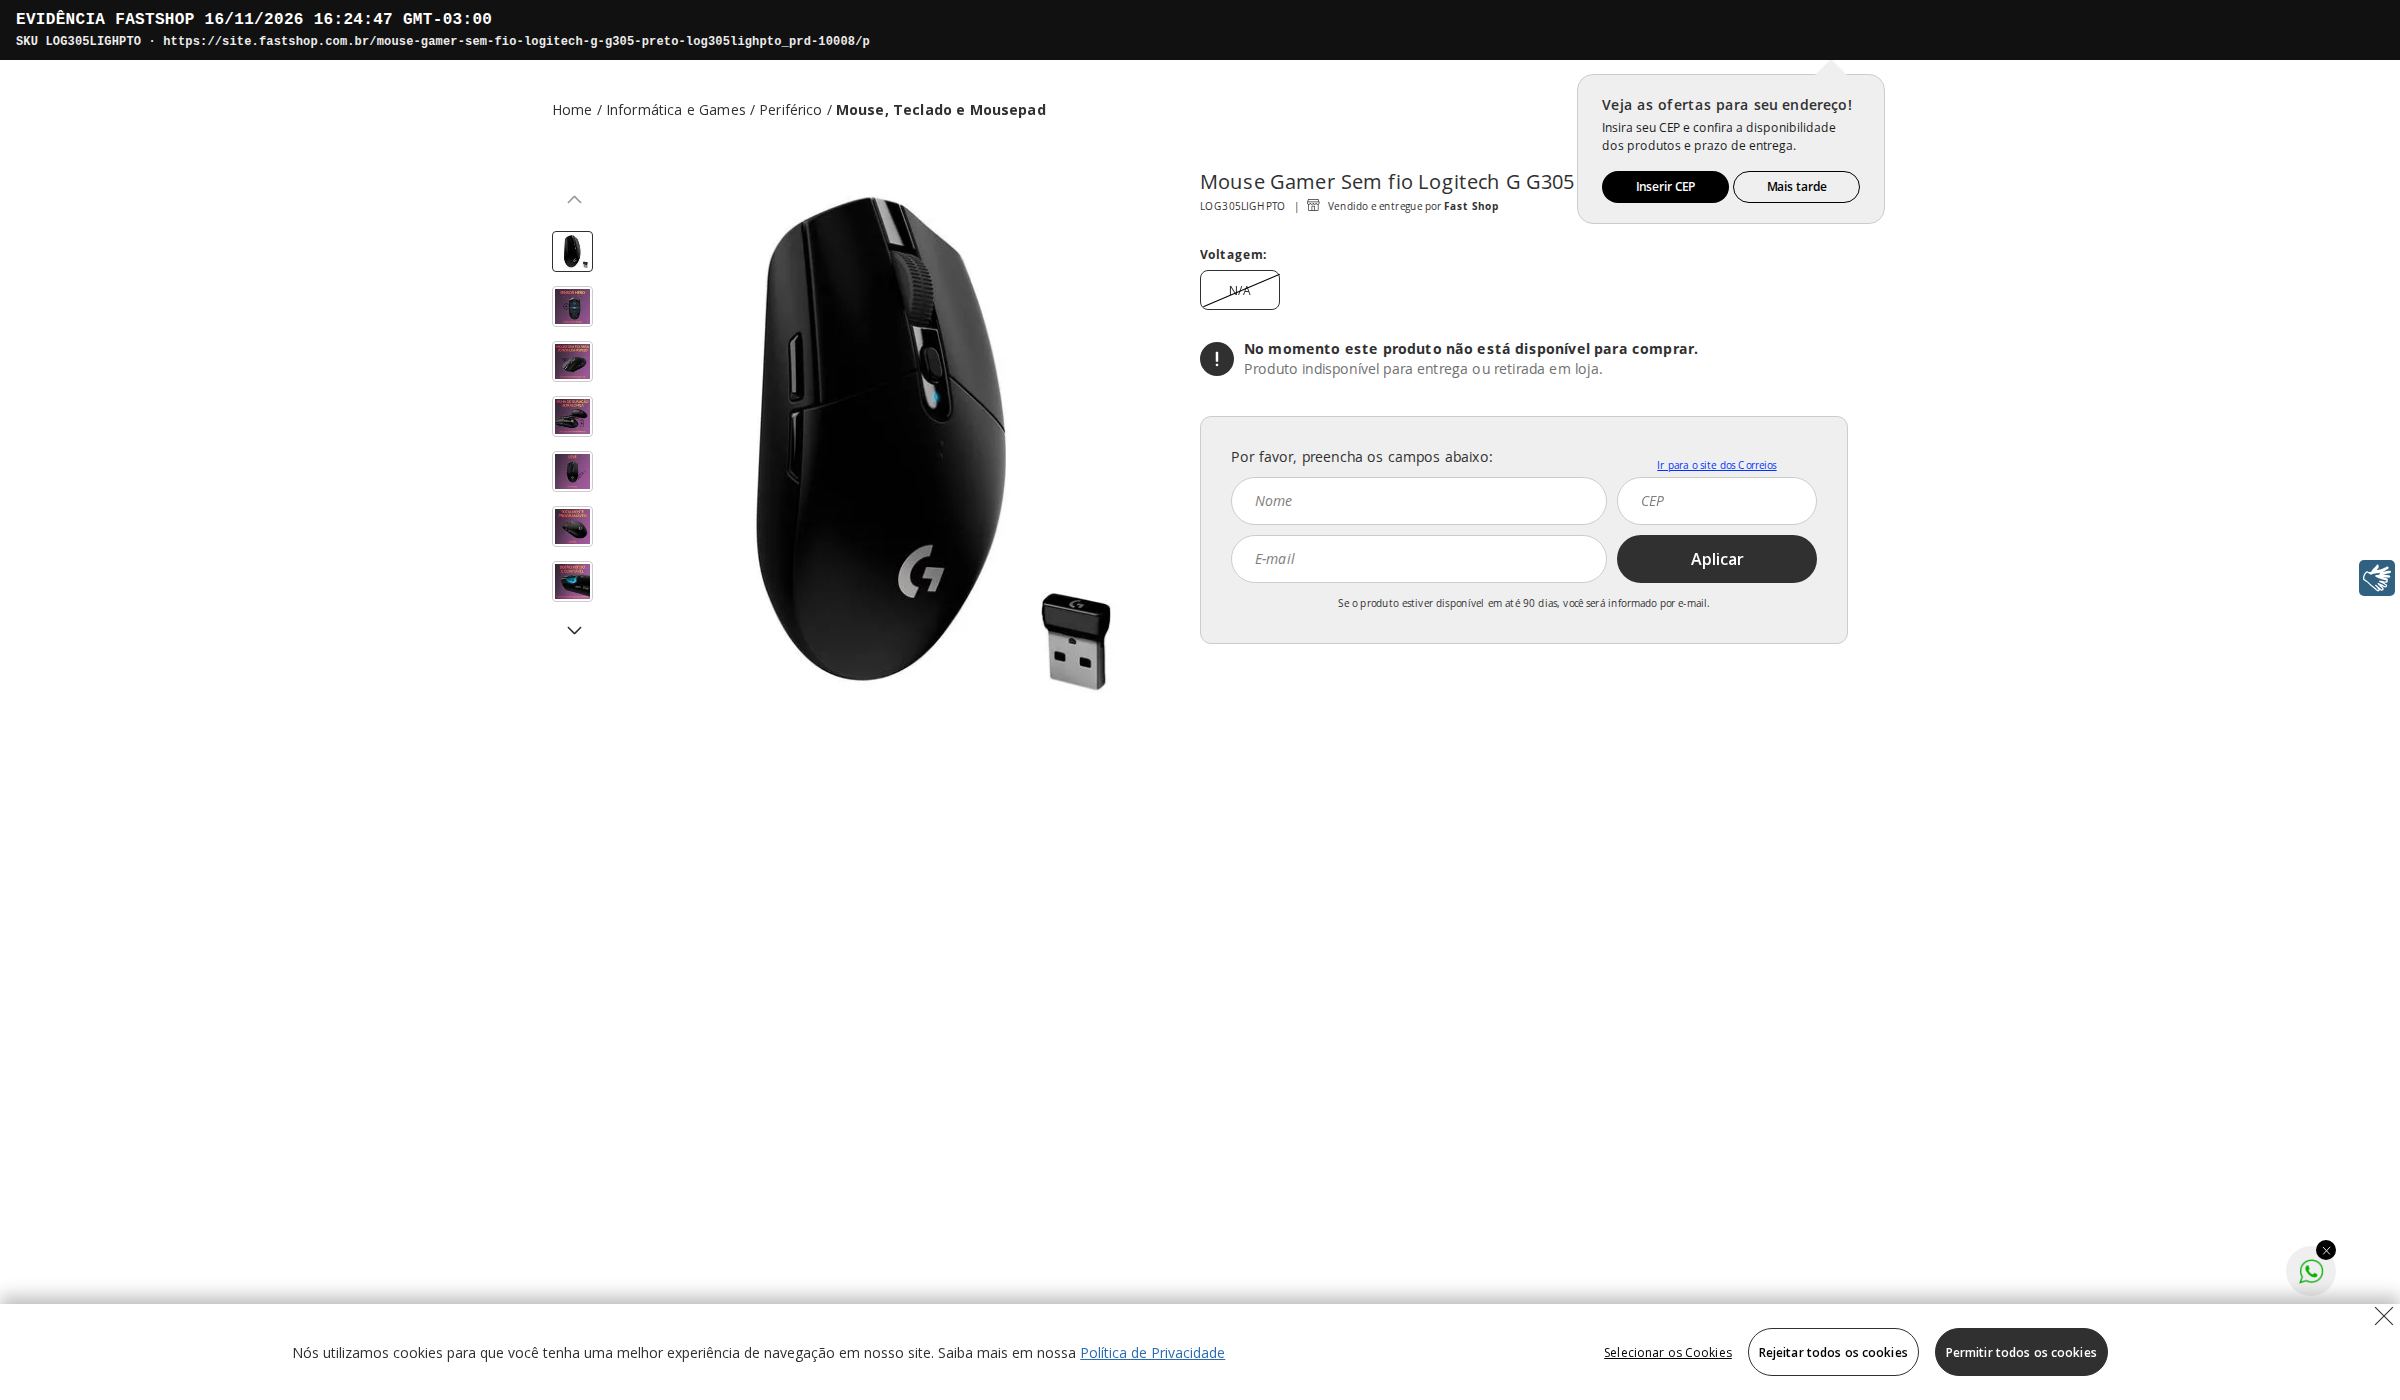 EVIDÊNCIA FASTSHOP 16/11/2026 16:24:47 GMT-03:00
SKU LOG305LIGHPTO · https://site.fastshop.com.br/mouse-gamer-sem-fio-logitech-g-g305-preto-log305lighpto_prd-10008/p
Home / Informática e Games / Periférico / Mouse, Teclado e Mousepad
Veja as ofertas para seu endereço!
Insira seu CEP e confira a disponibilidade
dos produtos e prazo de entrega.
Inserir CEP
Mais tarde
Mouse Gamer Sem fio Logitech G G305
LOG305LIGHPTO | Vendido e entregue por Fast Shop
Voltagem:
N/A
No momento este produto não está disponível para comprar.
Produto indisponível para entrega ou retirada em loja.
Por favor, preencha os campos abaixo:
Ir para o site dos Correios
Nome
CEP
E-mail
Aplicar
Se o produto estiver disponível em até 90 dias, você será informado por e-mail.
Nós utilizamos cookies para que você tenha uma melhor experiência de navegação em nosso site. Saiba mais em nossa Política de Privacidade
Selecionar os Cookies
Rejeitar todos os cookies
Permitir todos os cookies